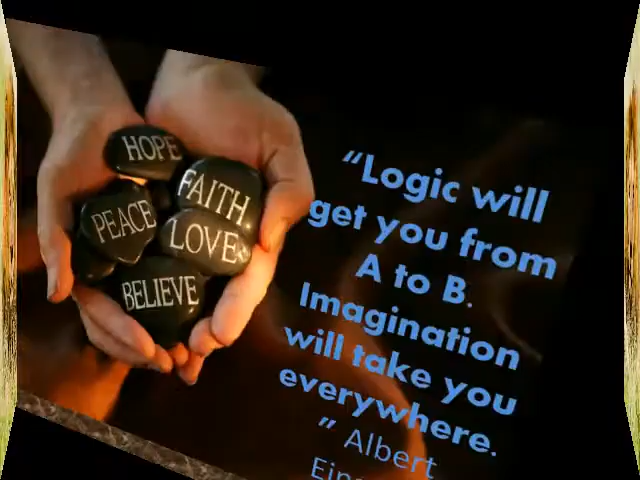 HOPE
FAITH
PEACE
LOVE
BELIEVE
“Logic will
get you from
A to B.
Imagination
will take you
everywhere.
” Albert